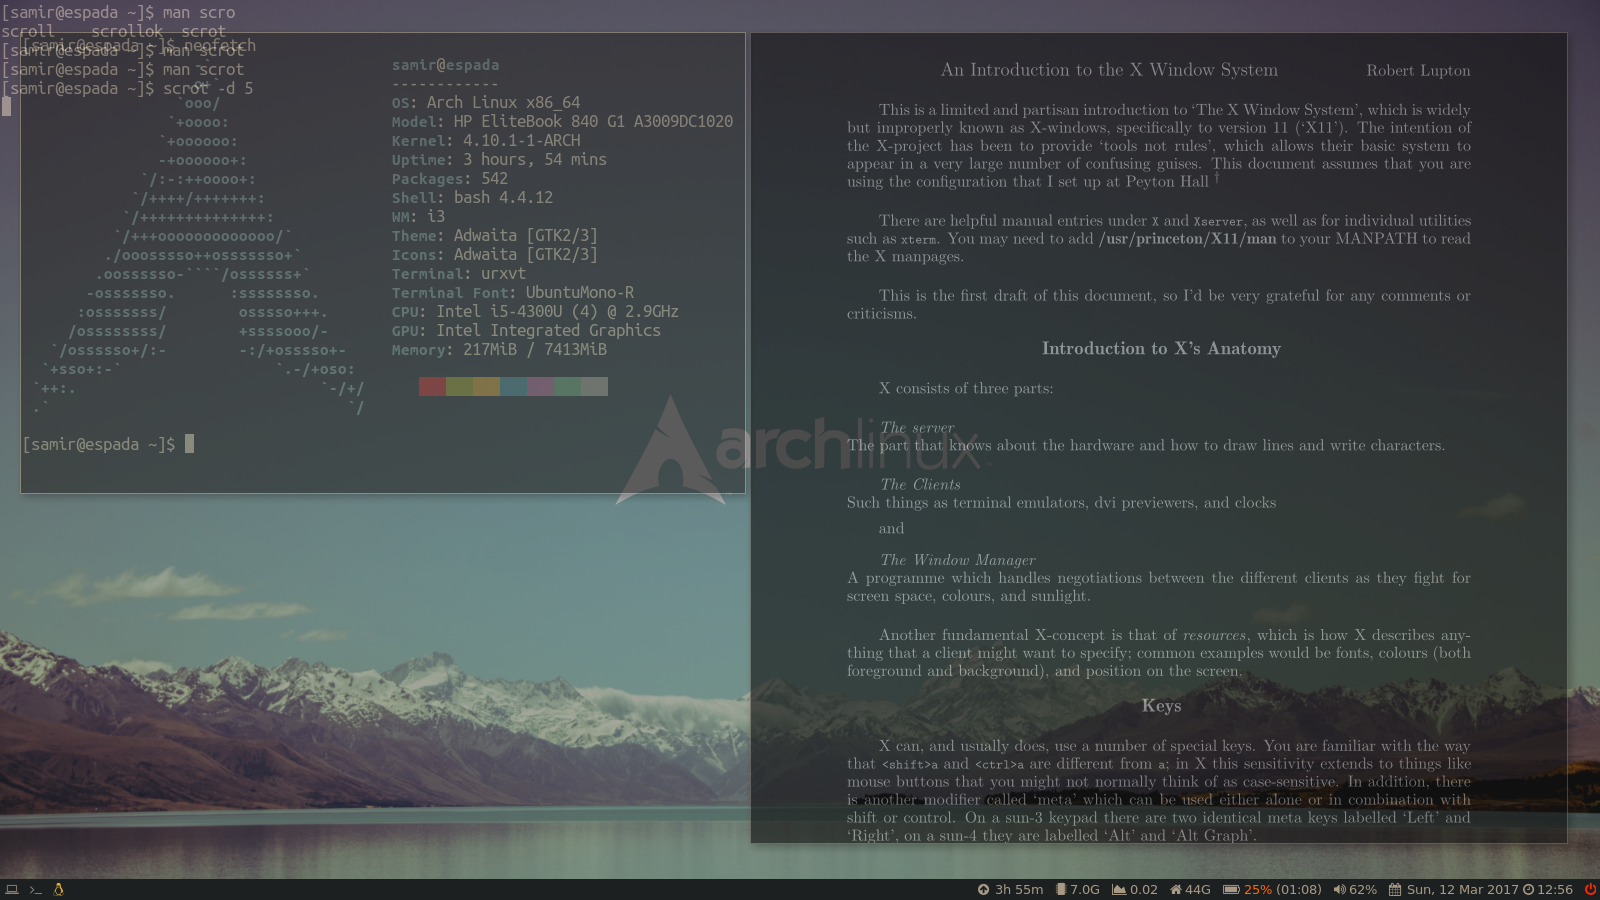 [samir@espada ~]$ man scro
scroll    scrollok  scrot
[samir@espada ~]$ man scrot
[samir@espada ~]$ man scrot
[samir@espada ~]$ scrot -d 5
[samir@espada ~]$ neofetch
samir@espada
------------
OS: Arch Linux x86_64
Model: HP EliteBook 840 G1 A3009DC1020
Kernel: 4.10.1-1-ARCH
Uptime: 3 hours, 54 mins
Packages: 542
Shell: bash 4.4.12
WM: i3
Theme: Adwaita [GTK2/3]
Icons: Adwaita [GTK2/3]
Terminal: urxvt
Terminal Font: UbuntuMono-R
CPU: Intel i5-4300U (4) @ 2.9GHz
GPU: Intel Integrated Graphics
Memory: 217MiB / 7413MiB
[samir@espada ~]$
archlinux
An Introduction to the X Window System Robert Lupton
This is a limited and partisan introduction to ‘The X Window System’, which is widely
but improperly known as X-windows, specifically to version 11 (‘X11’). The intention of
the X-project has been to provide ‘tools not rules’, which allows their basic system to
appear in a very large number of confusing guises. This document assumes that you are
using the configuration that I set up at Peyton Hall †
There are helpful manual entries under X and Xserver, as well as for individual utilities
such as xterm. You may need to add /usr/princeton/X11/man to your MANPATH to read
the X manpages.
This is the first draft of this document, so I'd be very grateful for any comments or
criticisms.
Introduction to X's Anatomy
X consists of three parts:
The server
The part that knows about the hardware and how to draw lines and write characters.
The Clients
Such things as terminal emulators, dvi previewers, and clocks
and
The Window Manager
A programme which handles negotiations between the different clients as they fight for
screen space, colours, and sunlight.
Another fundamental X-concept is that of resources, which is how X describes any-
thing that a client might want to specify; common examples would be fonts, colours (both
foreground and background), and position on the screen.
Keys
X can, and usually does, use a number of special keys. You are familiar with the way
that <shift>a and <ctrl>a are different from a; in X this sensitivity extends to things like
mouse buttons that you might not normally think of as case-sensitive. In addition, there
is another modifier called ‘meta’ which can be used either alone or in combination with
shift or control. On a sun-3 keypad there are two identical meta keys labelled ‘Left’ and
‘Right’, on a sun-4 they are labelled ‘Alt’ and ‘Alt Graph’.
3h 55m 7.0G 0.02 44G 25% (01:08) 62% Sun, 12 Mar 2017 12:56